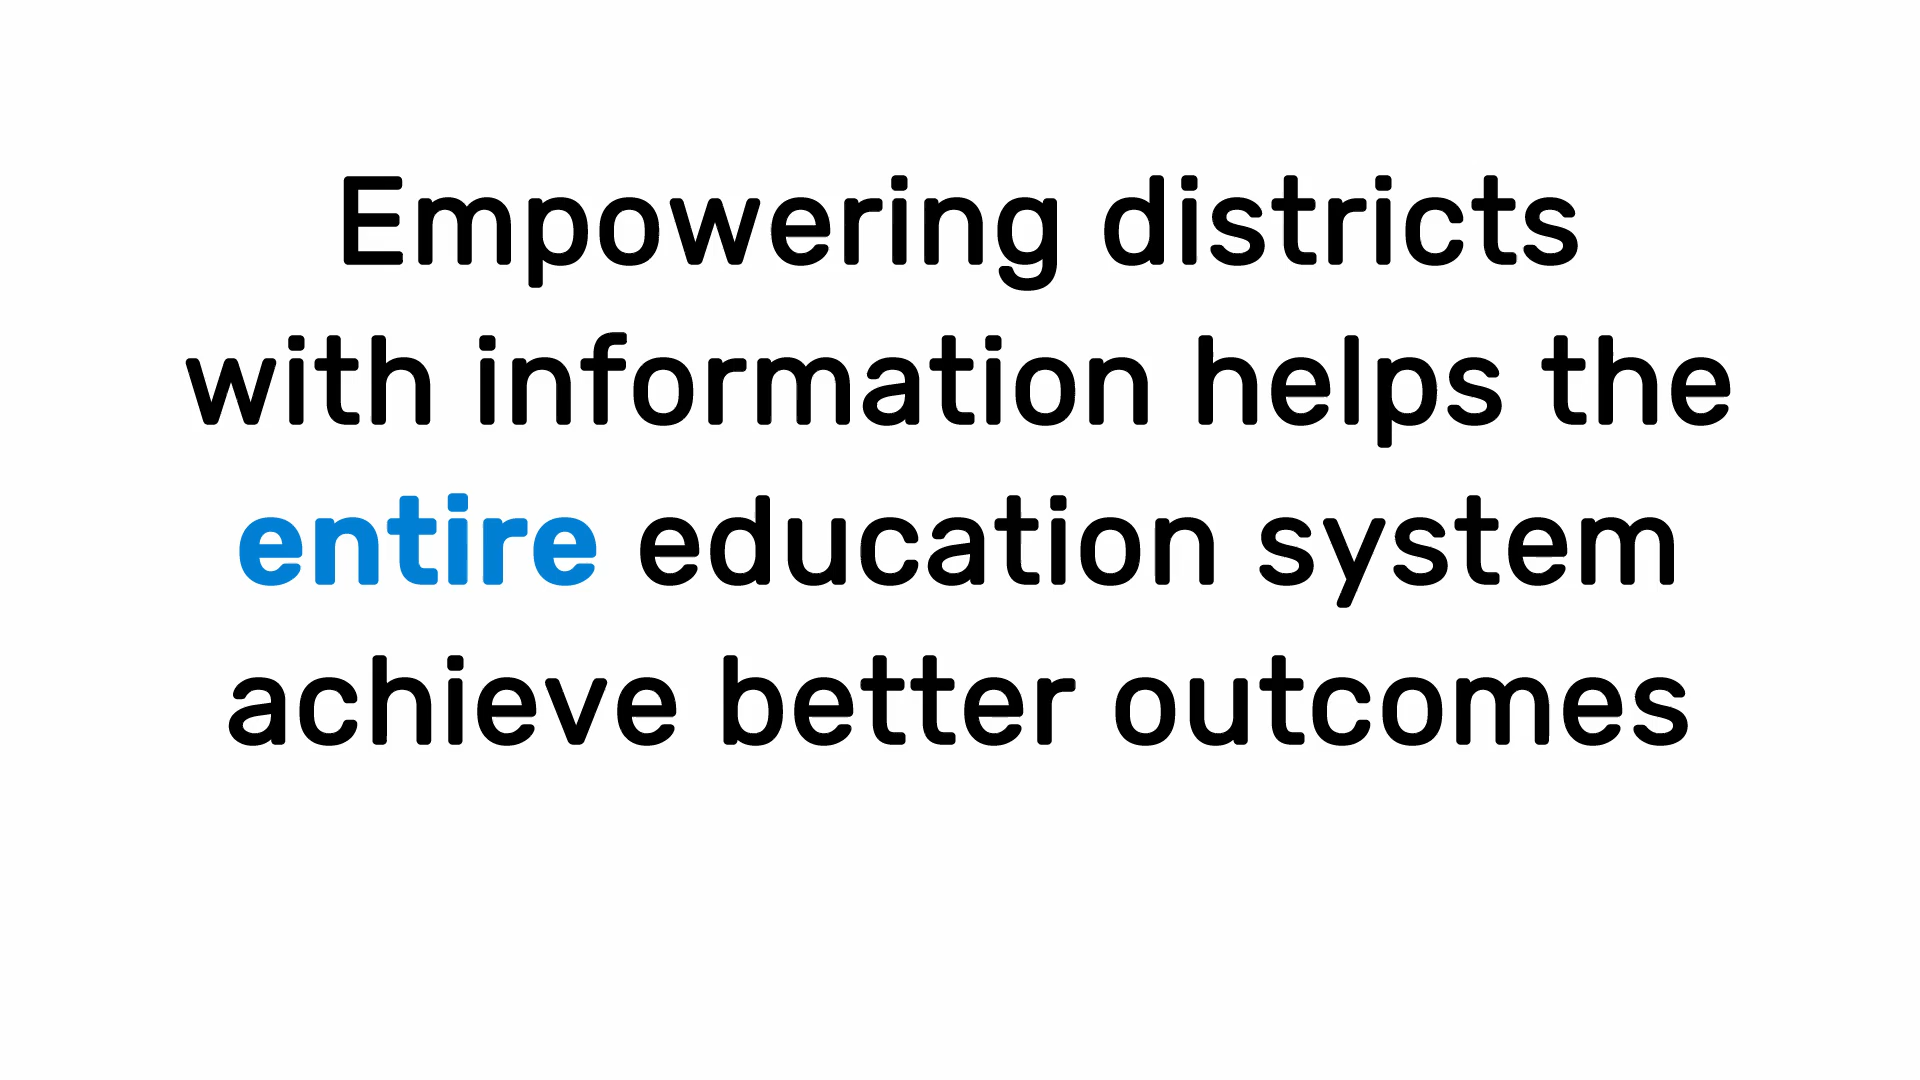 Empowering districts
with information helps the
entire education system
achieve better outcomes